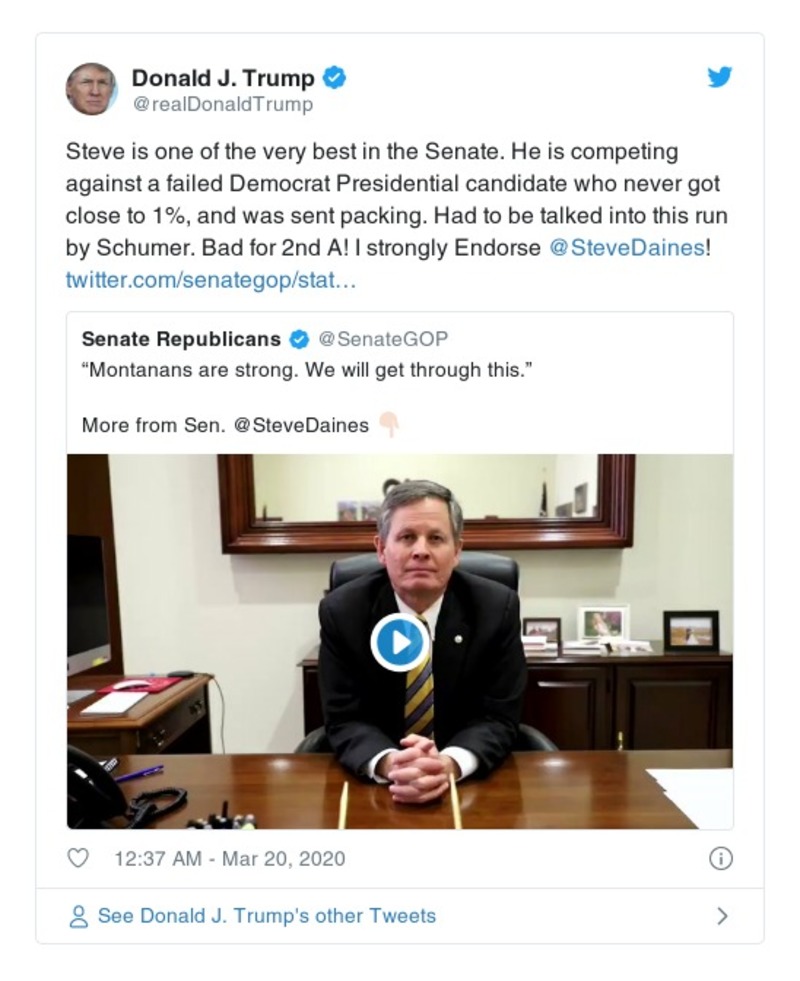 Donald J. Trump
@realDonaldTrump
Steve is one of the very best in the Senate. He is competing
against a failed Democrat Presidential candidate who never got
close to 1%, and was sent packing. Had to be talked into this run
by Schumer. Bad for 2nd A! I strongly Endorse @SteveDaines!
twitter.com/senategop/stat…
Senate Republicans @SenateGOP
“Montanans are strong. We will get through this.”
More from Sen. @SteveDaines 👇🏻
12:37 AM - Mar 20, 2020
See Donald J. Trump's other Tweets